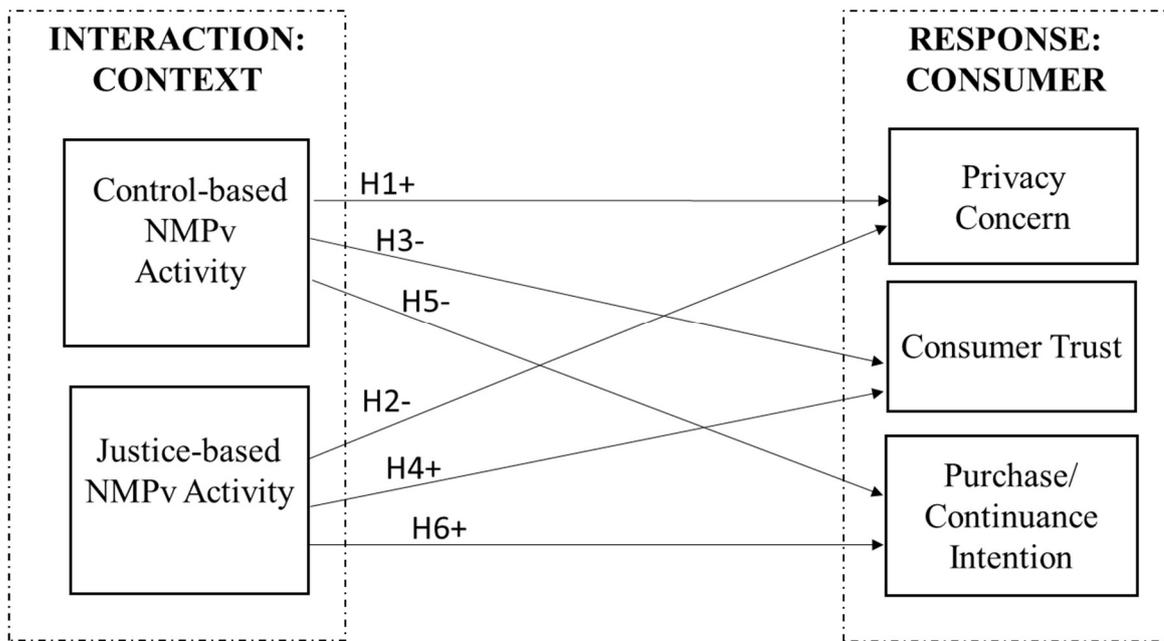 INTERACTION:
CONTEXT
Control-based
NMPv
Activity
Justice-based
NMPv Activity
H1+
H3-
H5-
H2-
H4+
H6+
RESPONSE:
CONSUMER
Privacy
Concern
Consumer Trust
Purchase/
Continuance
Intention